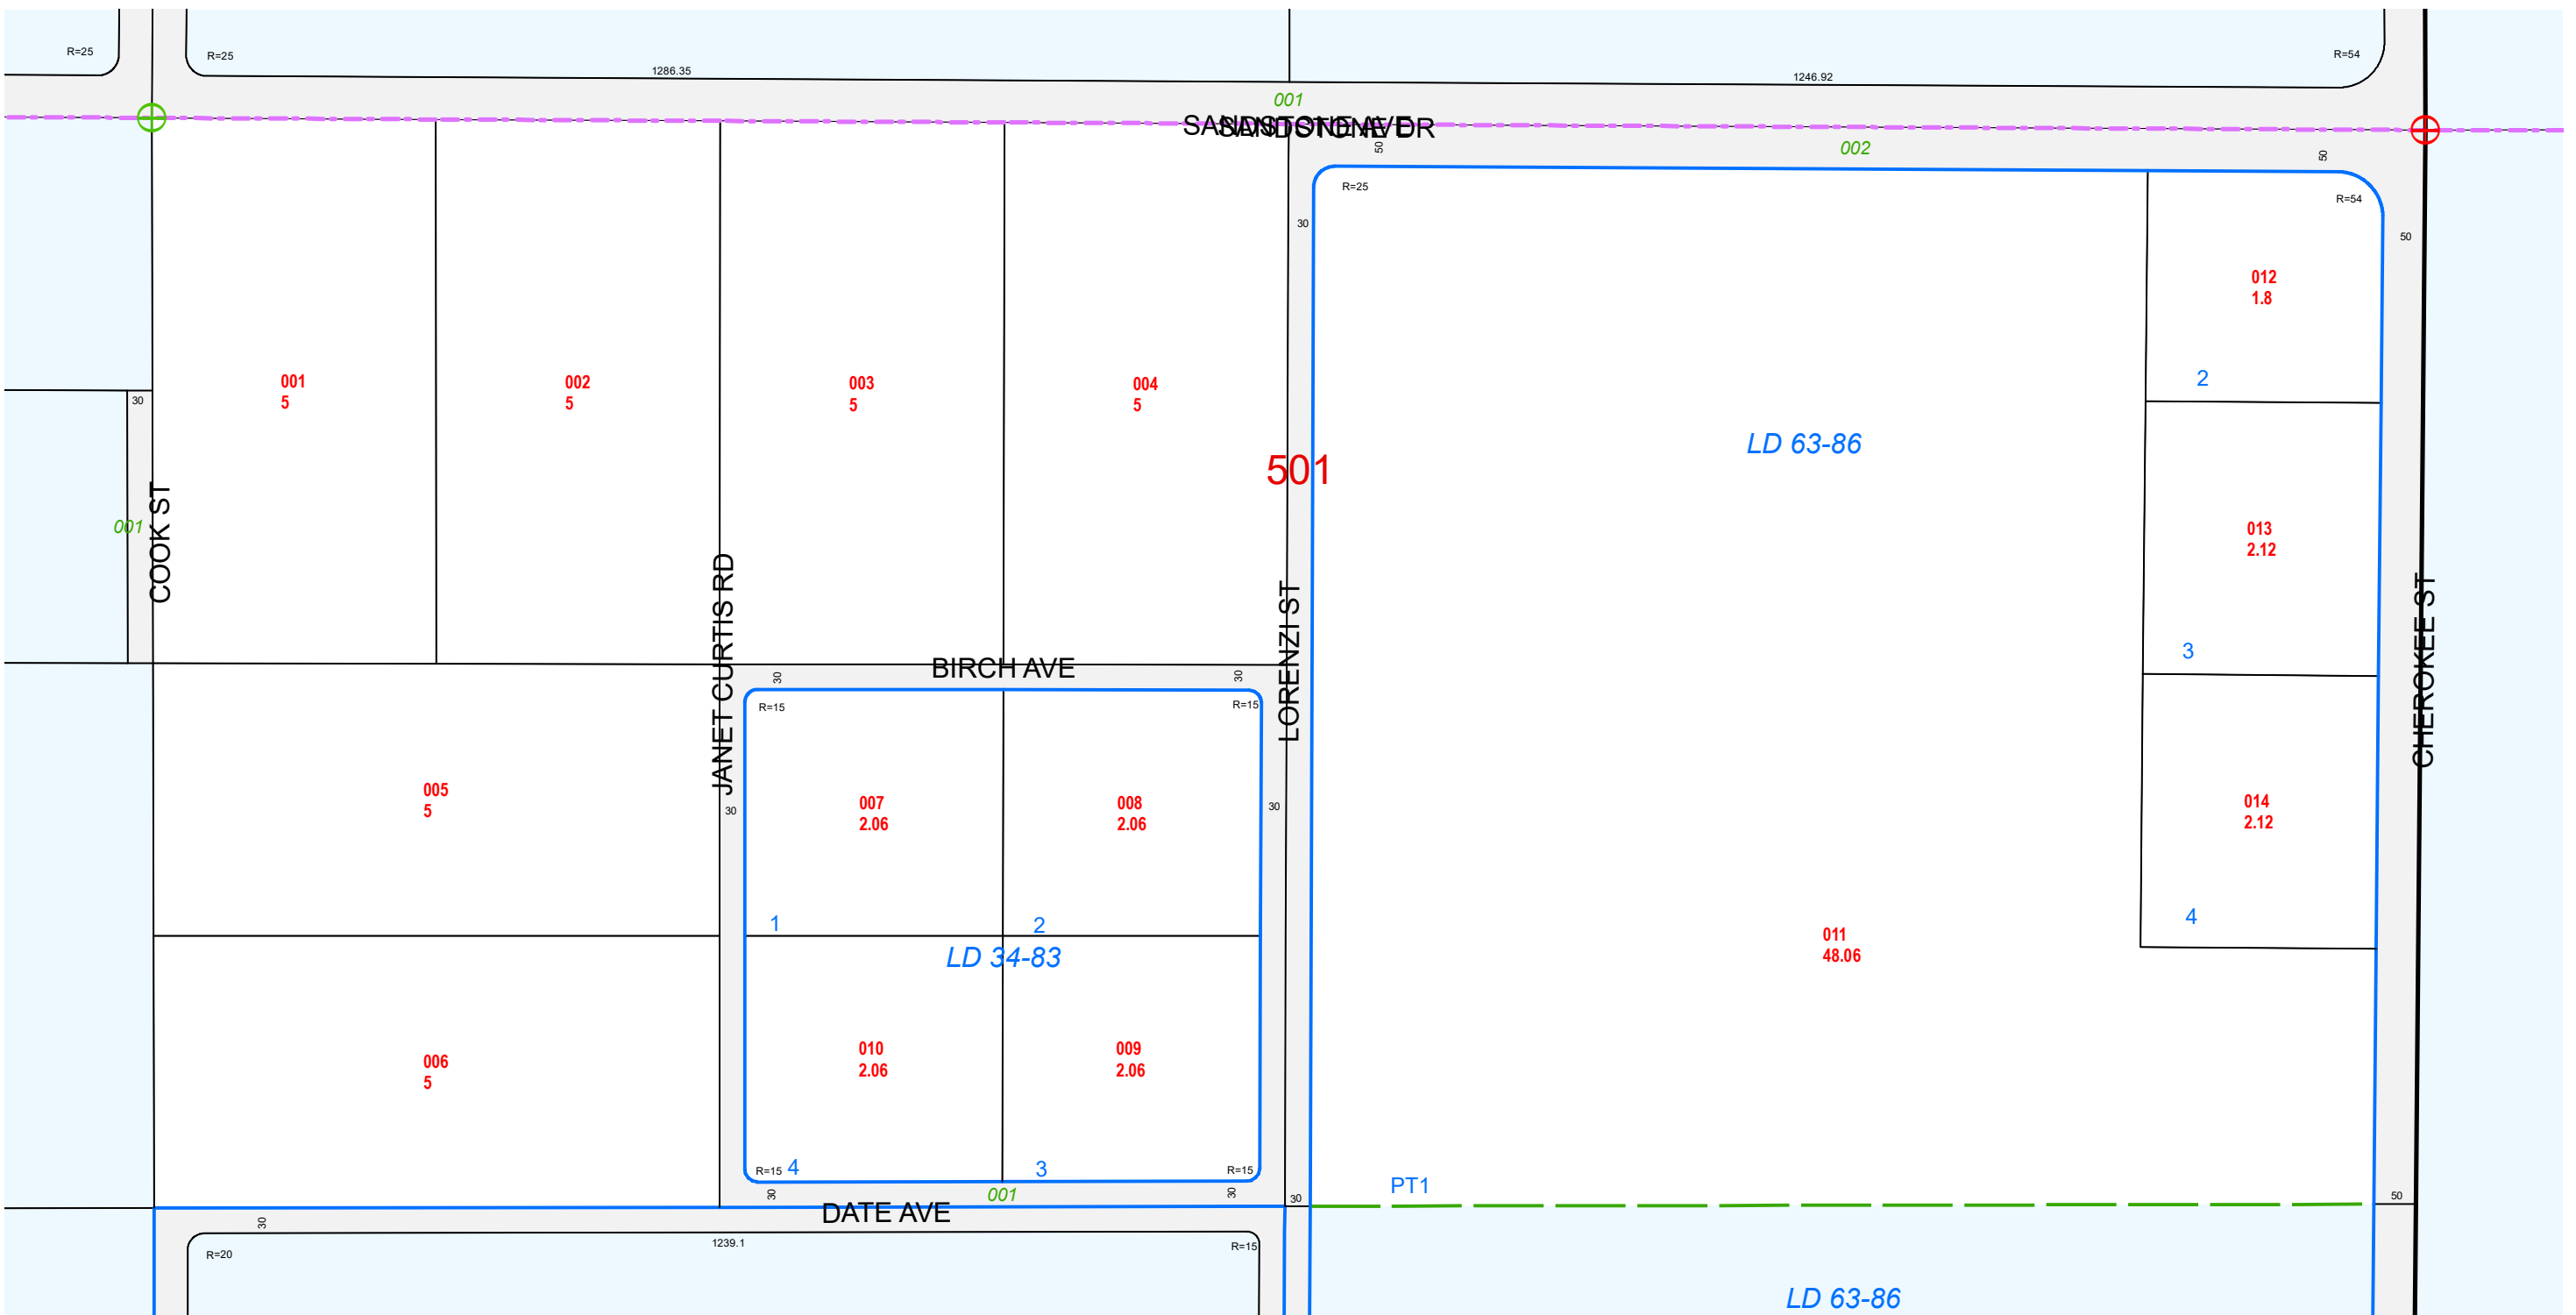 R=25
R=25
R=54
1286.35
1246.92
001
SANDSTONE AVE
SANDSTONE DR
50
002
50
R=25
R=54
30
50
012
1.8
2
001
5
002
5
003
5
004
5
30
LD 63-86
501
COOK ST
001
013
2.12
3
JANET CURTIS RD
LORENZI ST
CHEROKEE ST
BIRCH AVE
30
30
R=15
R=15
005
5
30
007
2.06
008
2.06
30
014
2.12
4
1
2
LD 34-83
011
48.06
006
5
010
2.06
009
2.06
R=15
4
3
R=15
PT1
30
001
30
30
50
DATE AVE
30
R=20
1239.1
R=15
LD 63-86